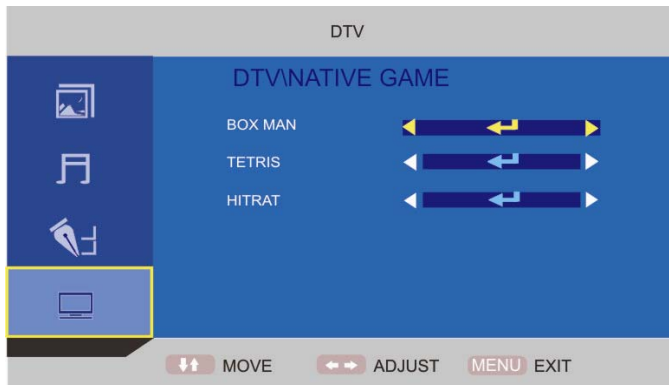 DTV
DTV\NATIVE GAME
BOX MAN
TETRIS
HITRAT
MOVE ADJUST MENU EXIT